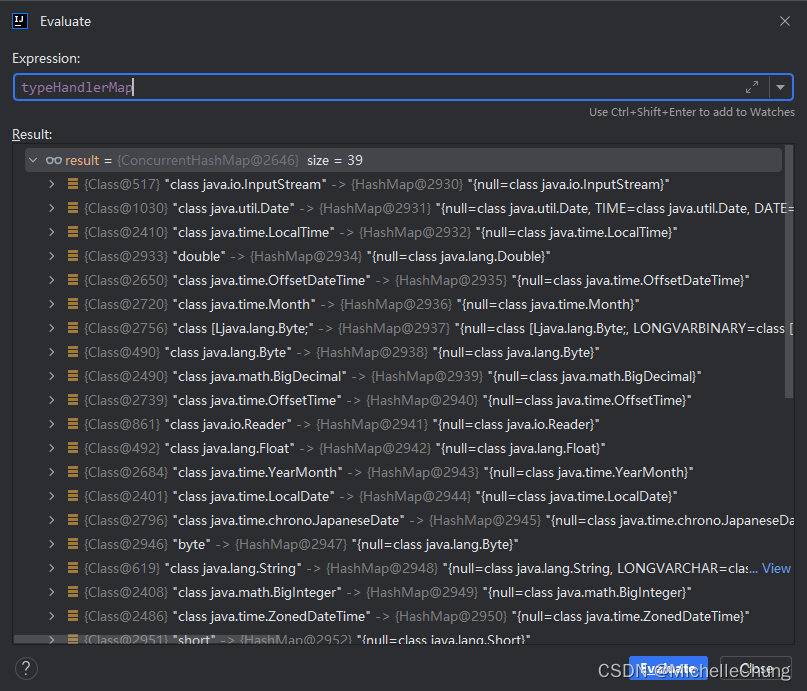 Evaluate
Expression:
typeHandlerMap
Use Ctrl+Shift+Enter to add to Watches
Result:
result = {ConcurrentHashMap@2646} size = 39
{Class@517} "class java.io.InputStream" -> {HashMap@2930} "{null=class java.io.InputStream}"
{Class@1030} "class java.util.Date" -> {HashMap@2931} "{null=class java.util.Date, TIME=class java.util.Date, DATE=
{Class@2410} "class java.time.LocalTime" -> {HashMap@2932} "{null=class java.time.LocalTime}"
{Class@2933} "double" -> {HashMap@2934} "{null=class java.lang.Double}"
{Class@2650} "class java.time.OffsetDateTime" -> {HashMap@2935} "{null=class java.time.OffsetDateTime}"
{Class@2720} "class java.time.Month" -> {HashMap@2936} "{null=class java.time.Month}"
{Class@2756} "class [Ljava.lang.Byte;" -> {HashMap@2937} "{null=class [Ljava.lang.Byte;, LONGVARBINARY=class [
{Class@490} "class java.lang.Byte" -> {HashMap@2938} "{null=class java.lang.Byte}"
{Class@2490} "class java.math.BigDecimal" -> {HashMap@2939} "{null=class java.math.BigDecimal}"
{Class@2739} "class java.time.OffsetTime" -> {HashMap@2940} "{null=class java.time.OffsetTime}"
{Class@861} "class java.io.Reader" -> {HashMap@2941} "{null=class java.io.Reader}"
{Class@492} "class java.lang.Float" -> {HashMap@2942} "{null=class java.lang.Float}"
{Class@2684} "class java.time.YearMonth" -> {HashMap@2943} "{null=class java.time.YearMonth}"
{Class@2401} "class java.time.LocalDate" -> {HashMap@2944} "{null=class java.time.LocalDate}"
{Class@2796} "class java.time.chrono.JapaneseDate" -> {HashMap@2945} "{null=class java.time.chrono.JapaneseDa
{Class@2946} "byte" -> {HashMap@2947} "{null=class java.lang.Byte}"
{Class@619} "class java.lang.String" -> {HashMap@2948} "{null=class java.lang.String, LONGVARCHAR=clas... View
{Class@2408} "class java.math.BigInteger" -> {HashMap@2949} "{null=class java.math.BigInteger}"
{Class@2486} "class java.time.ZonedDateTime" -> {HashMap@2950} "{null=class java.time.ZonedDateTime}"
{Class@2951} "short" -> {HashMap@2952} "{null=class java.lang.Short}"
? Evaluate Close
CSDN @MichelleChung